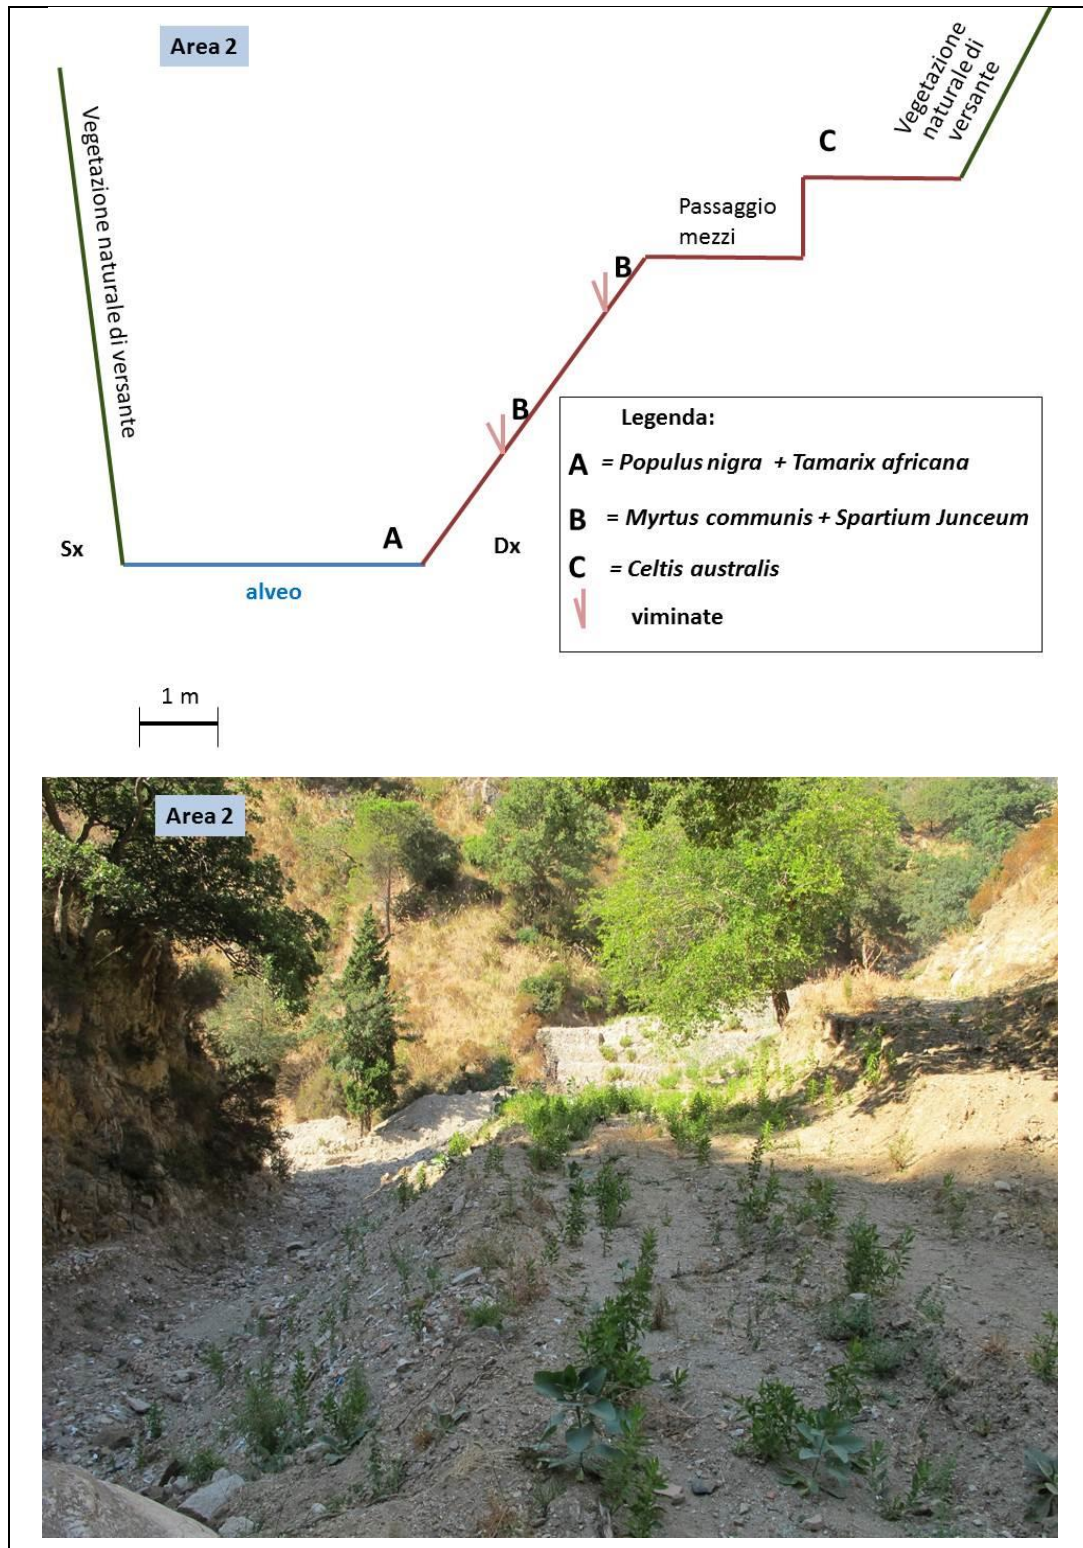 Area 2
Vegetazione
naturale di
versante
Vegetazione naturale di versante
C
Passaggio
mezzi
B
B
Legenda:
A = Populus nigra + Tamarix africana
B = Myrtus communis + Spartium Junceum
C = Celtis australis
viminate
Sx
A
Dx
alveo
1 m
Area 2